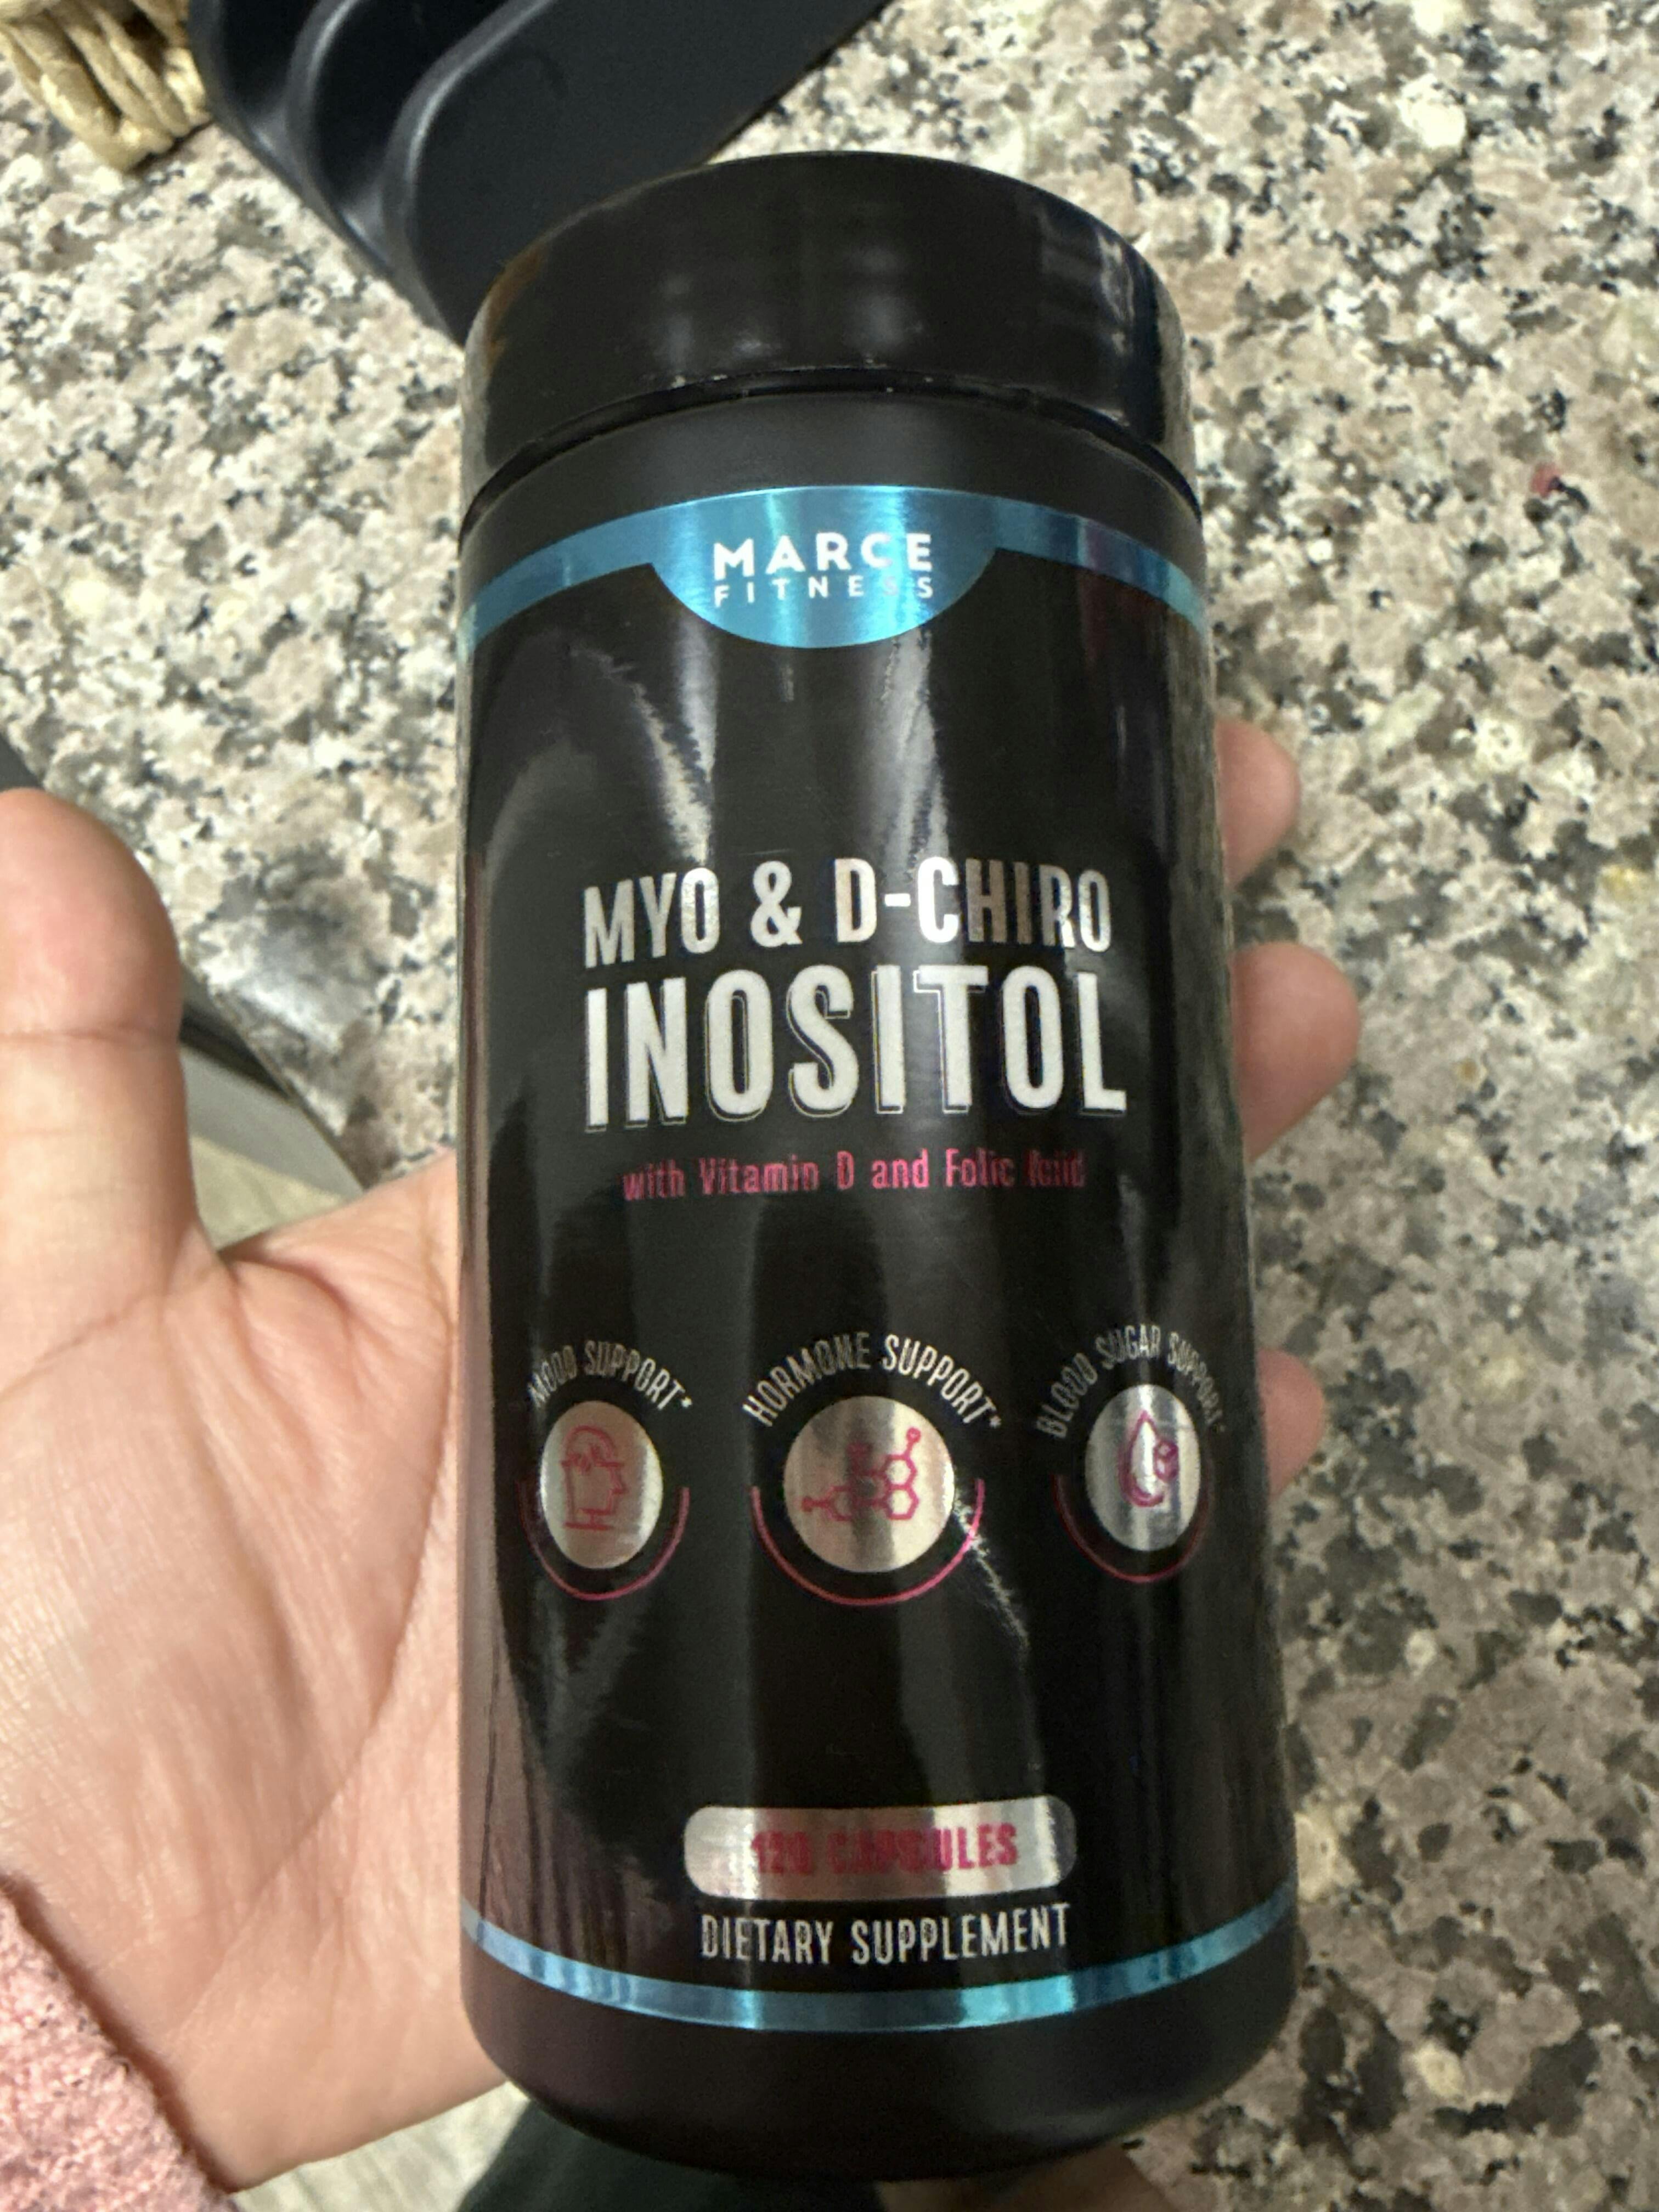 MARCE
FITNESS
MYO & D-CHIRO
INOSITOL
with Vitamin D and Folic Acid
MOOD SUPPORT*
HORMONE SUPPORT*
BLOOD SUGAR SUPPORT*
120 CAPSULES
DIETARY SUPPLEMENT